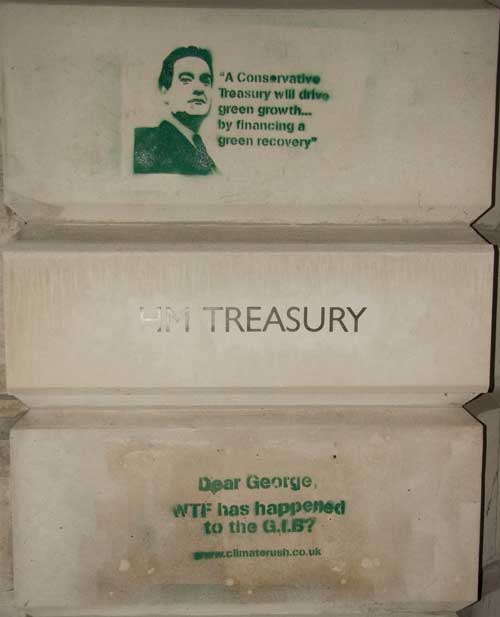 "A Conservative
Treasury will drive
green growth...
by financing a
green recovery"
HM TREASURY
Dear George,
WTF has happened
to the G.I.B?
www.climaterush.co.uk